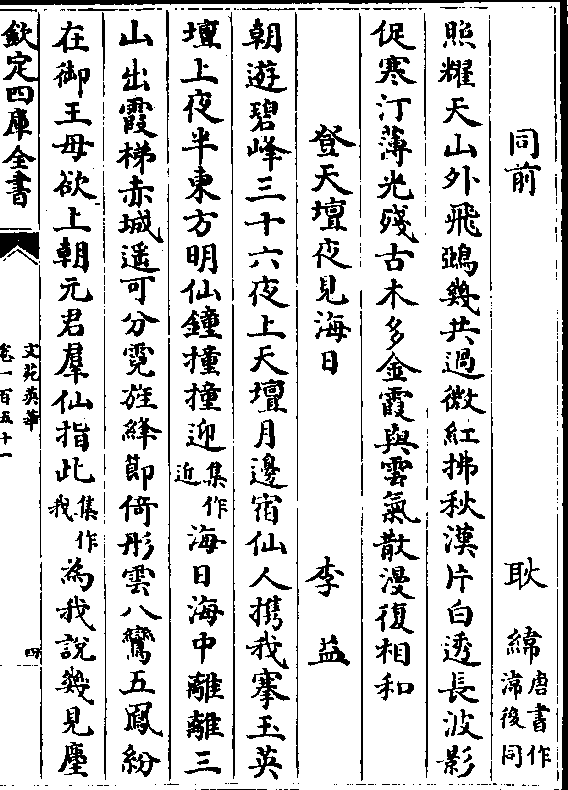 同前　耿緯唐書作湋後同
照耀天山外飛鵶幾共過微紅拂秋漢片白透長波影
促寒汀薄光殘古木多金霞與雲氣散漫復相和
登天壇夜見海日　李益
朝遊碧峰三十六夜上天壇月邊宿仙人携我搴玉英
壇上夜半東方明仙鐘撞撞迎集作近海日海中離離三
山出霞梯赤城遥可分霓旌絳節倚彤雲八鸞五鳳紛
在御王母欲上朝元君羣仙指此集作我為我說幾見塵
欽定四庫全書
文苑英華
卷一百五十一
四